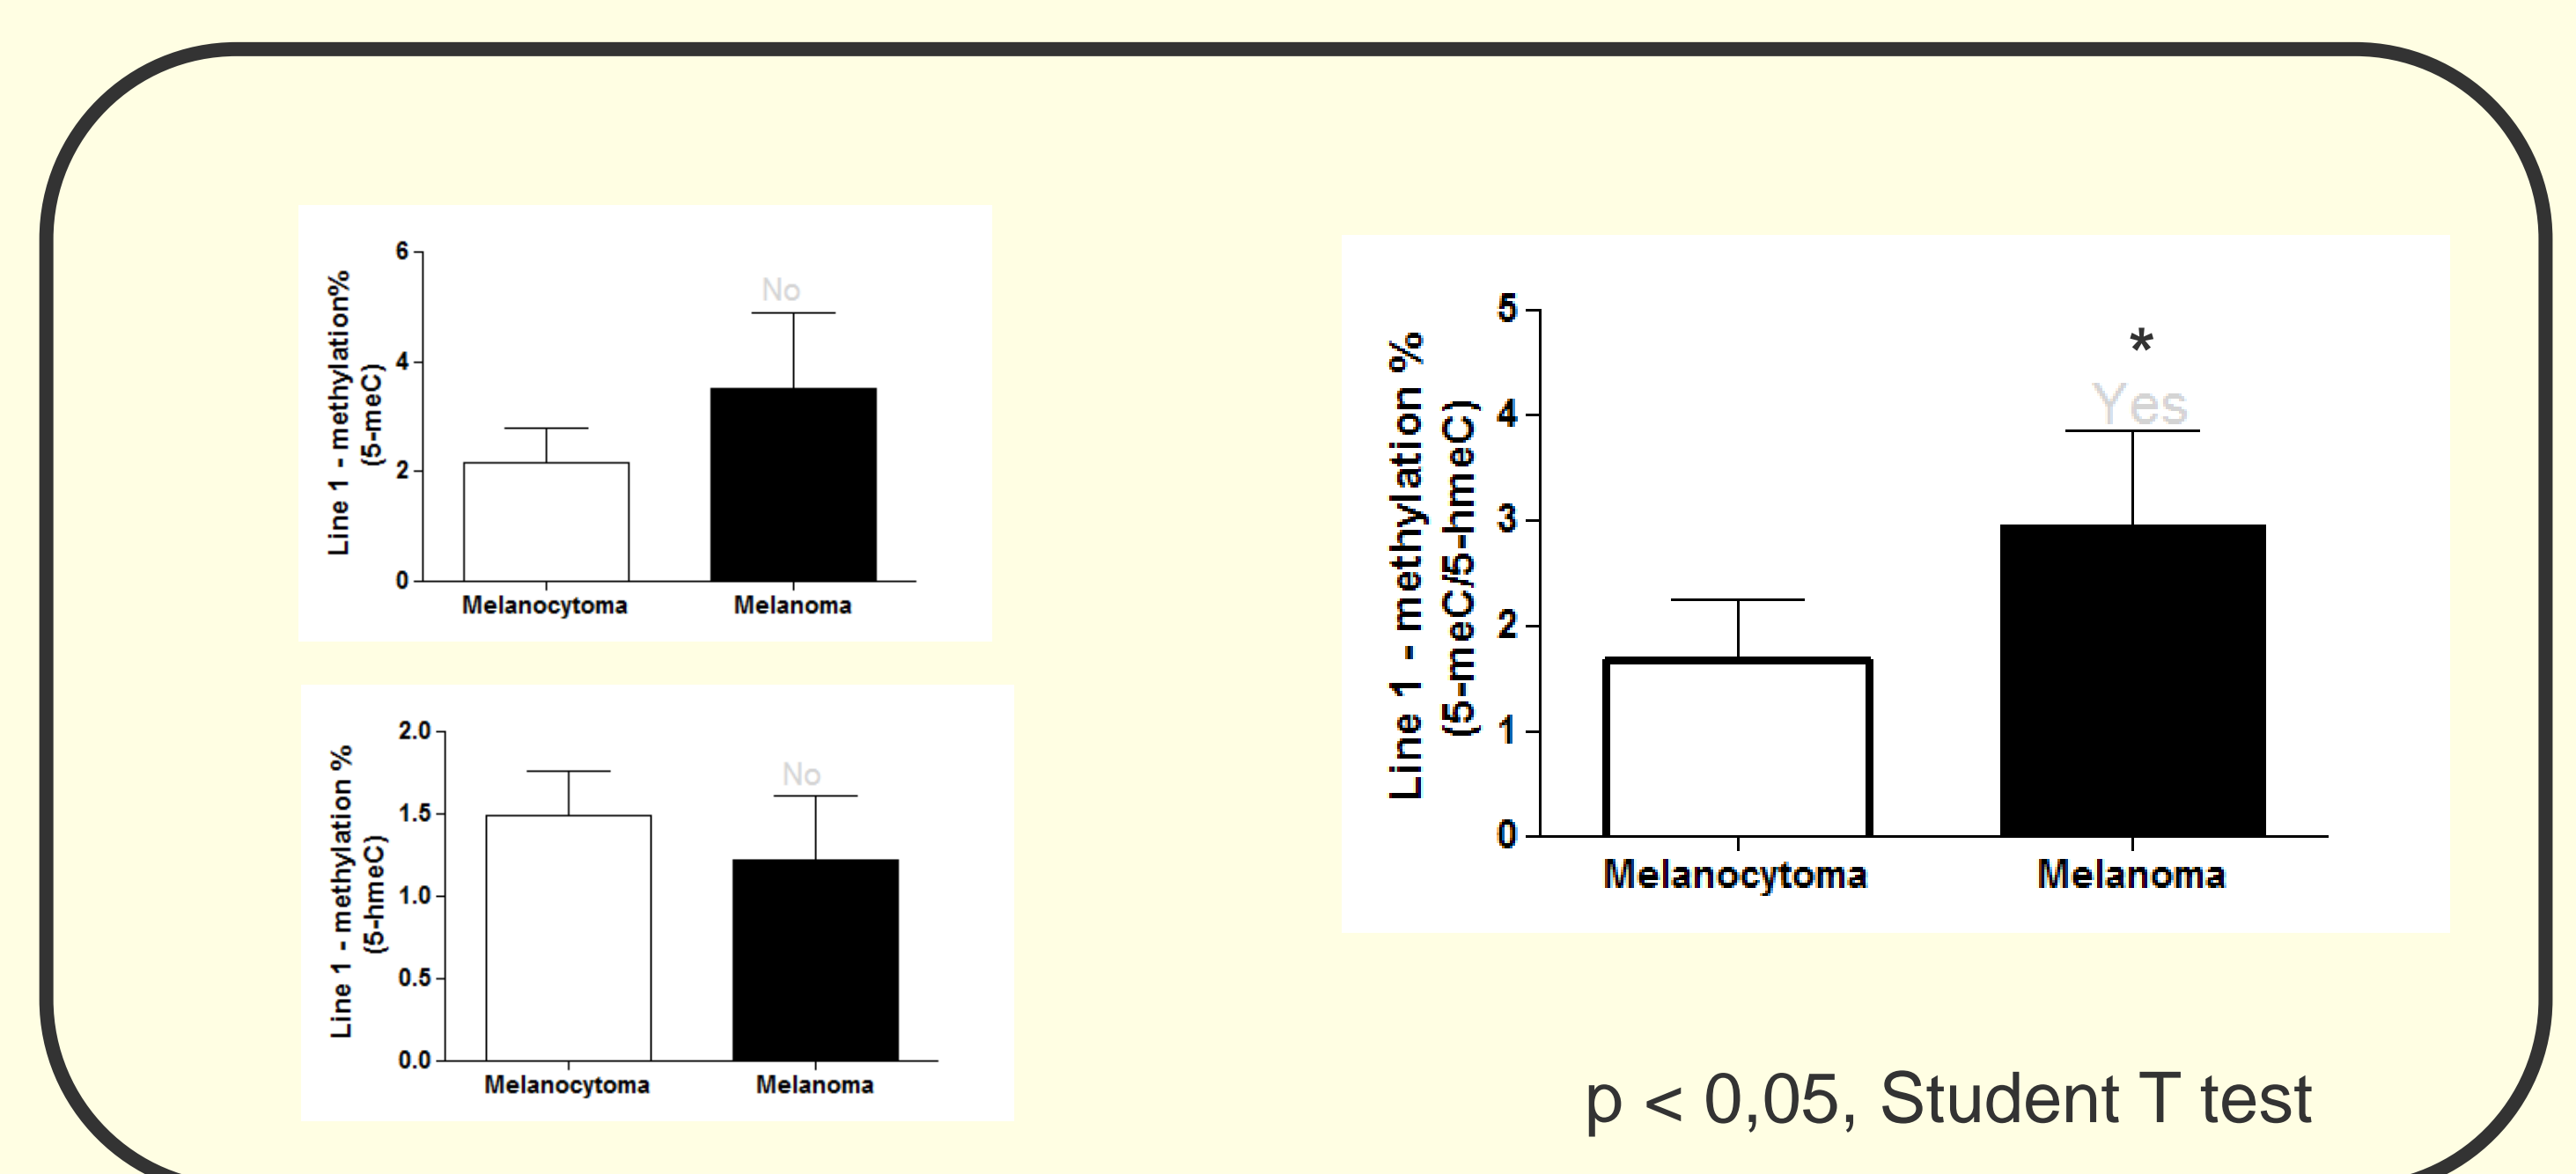 Line 1 - methylation%
(5-meC)
6
4
2
0
No
Melanocytoma
Melanoma
Line 1 - methylation %
(5-hmeC)
2.0
1.5
1.0
0.5
0.0
No
Melanocytoma
Melanoma
Line 1 - methylation %
(5-meC/5-hmeC)
5
4
3
2
1
0
*
Yes
Melanocytoma
Melanoma
p < 0,05, Student T test